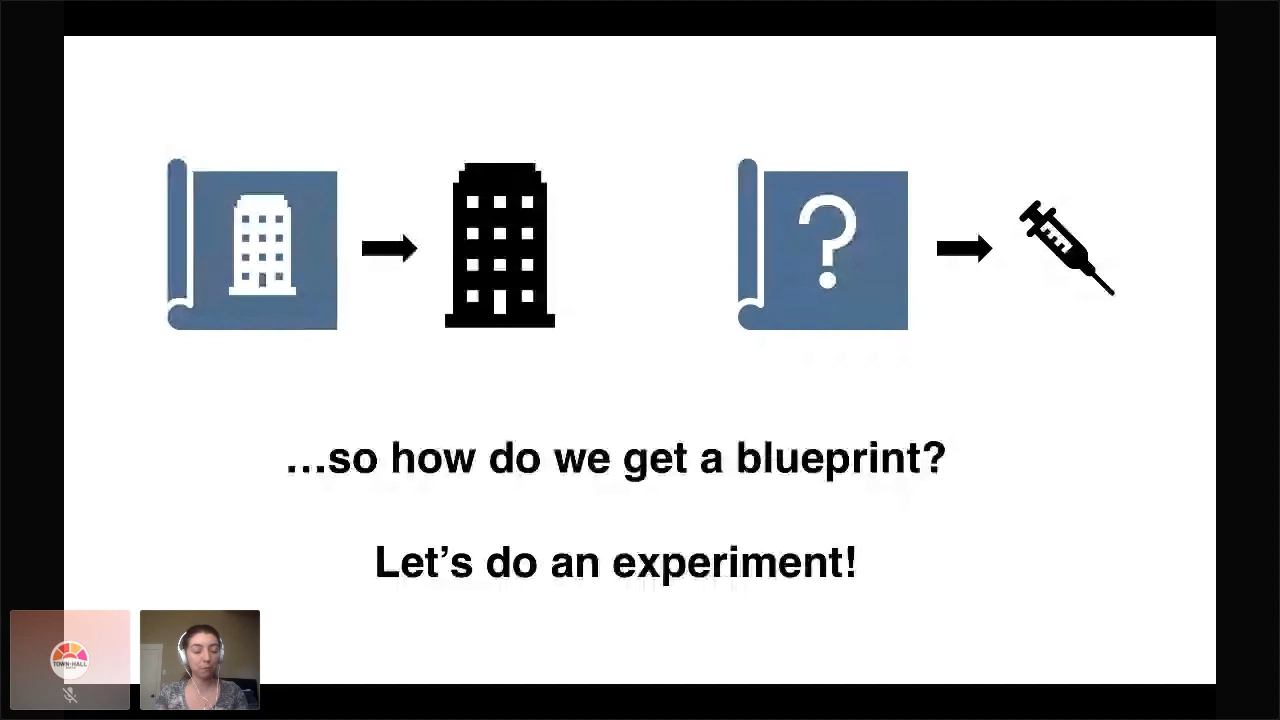 …so how do we get a blueprint?
Let’s do an experiment!
TOWN HALL